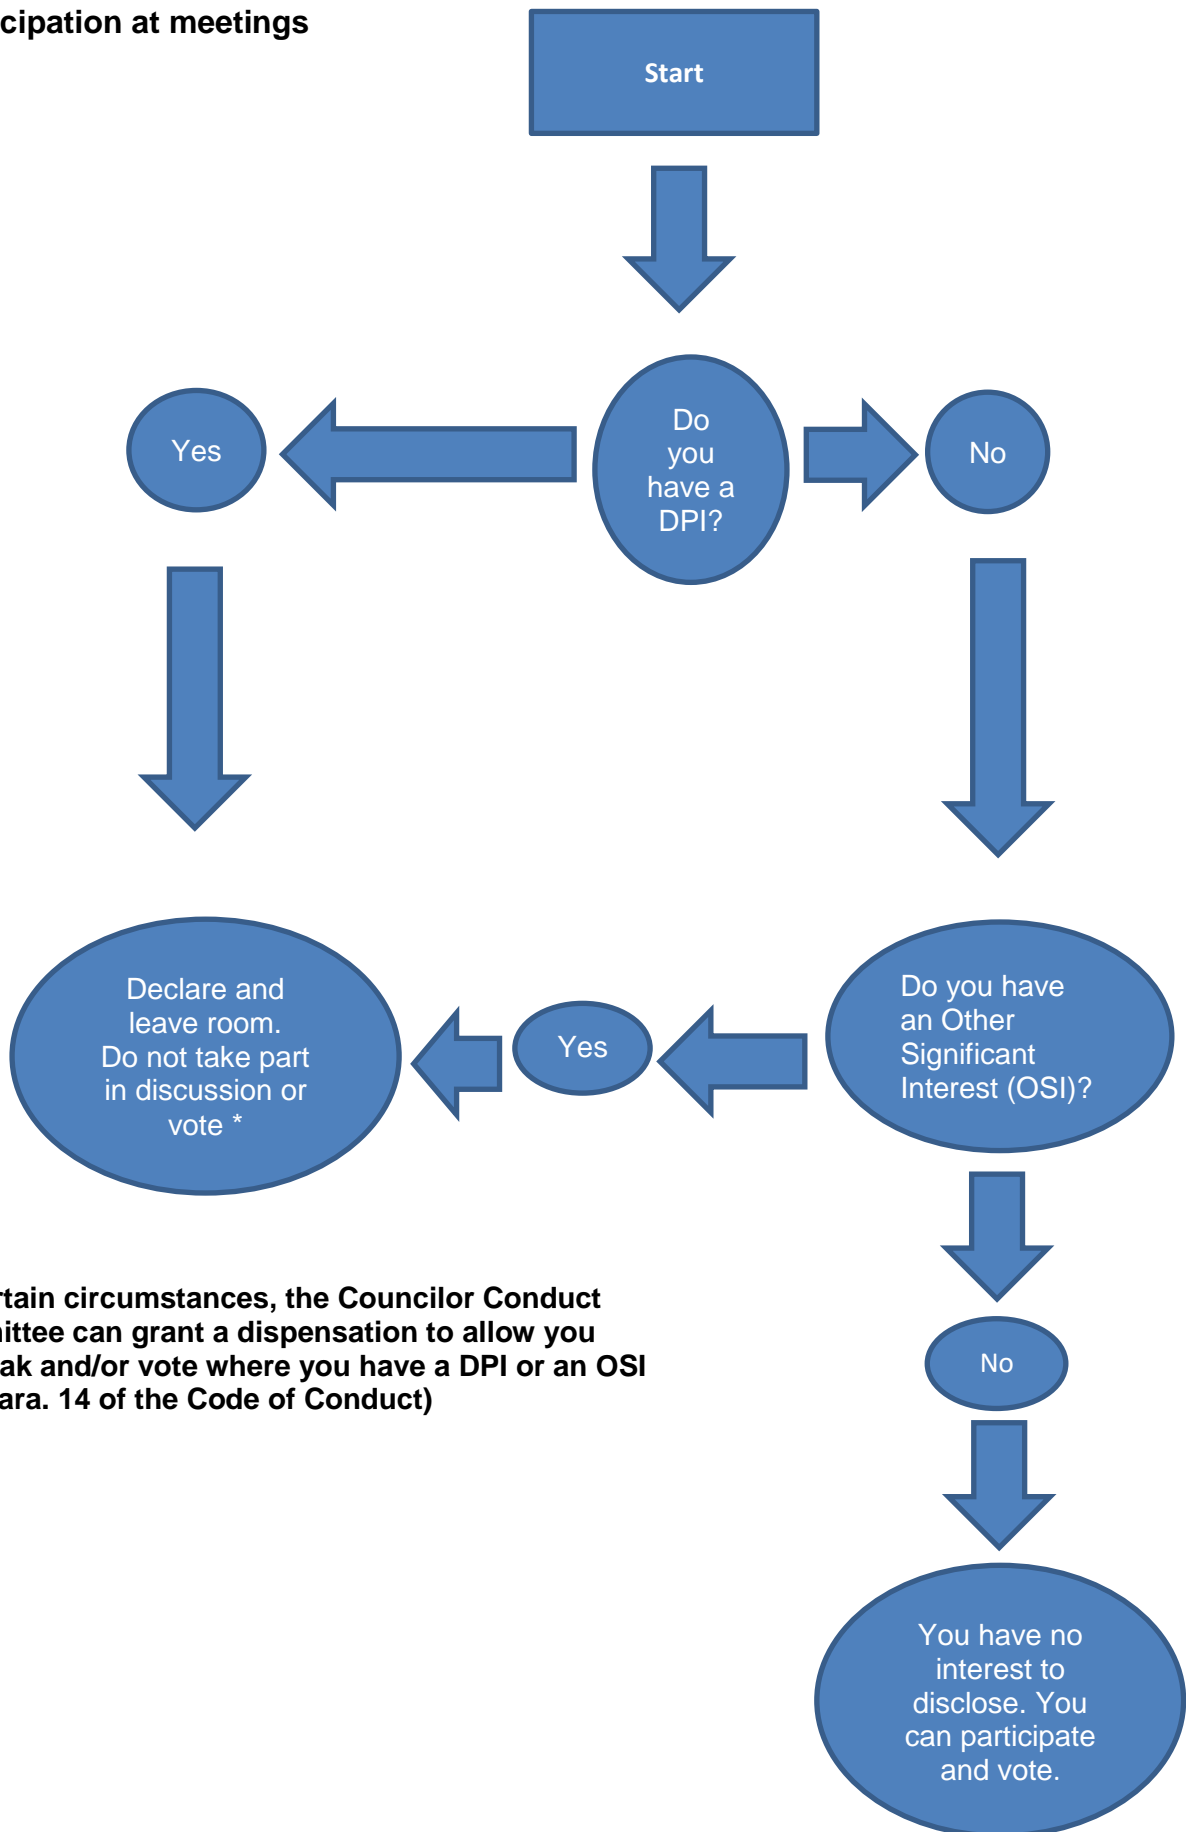 cipation at meetings
Start
Do
you
have a
DPI?
Yes
No
Declare and
leave room.
Do not take part
in discussion or
vote *
Yes
Do you have
an Other
Significant
Interest (OSI)?
rtain circumstances, the Councilor Conduct
nittee can grant a dispensation to allow you
eak and/or vote where you have a DPI or an OSI
ara. 14 of the Code of Conduct)
No
You have no
interest to
disclose. You
can participate
and vote.